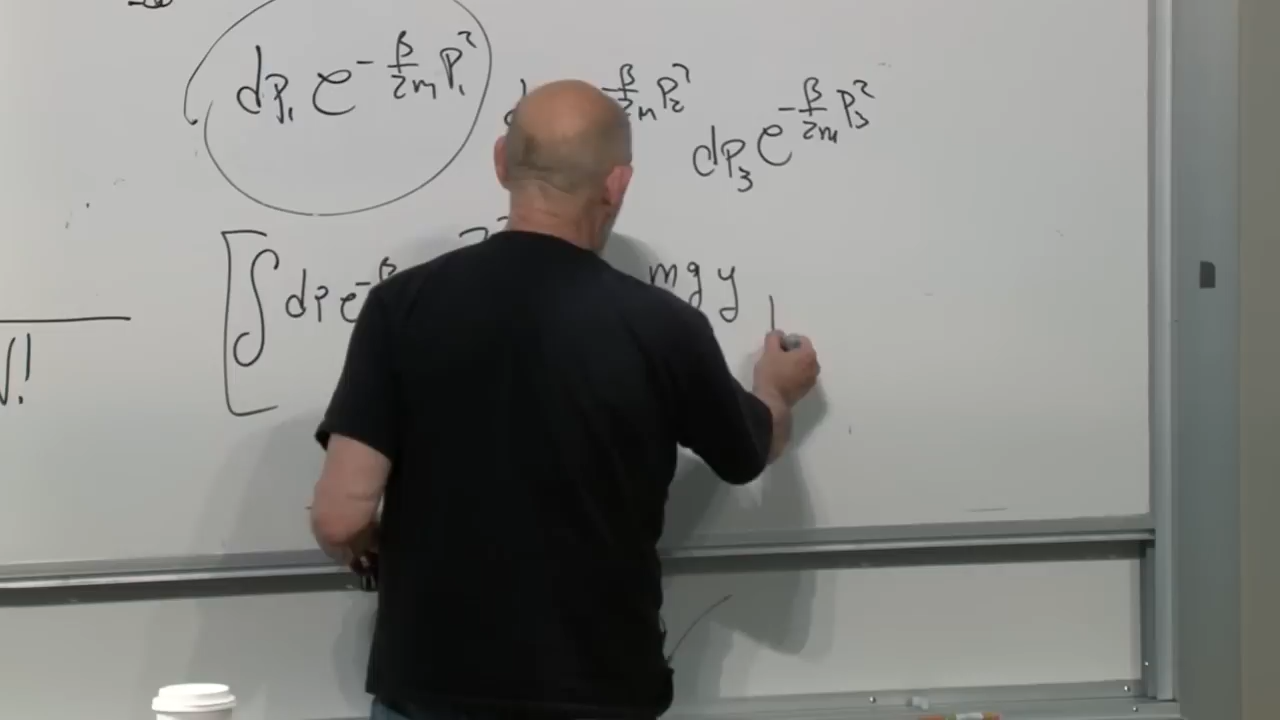 dp₁ e^{-β/2m p₁²} β/2m p₂² dp₃ e^{-β/2m p₃²}
[∫ dp e^{-β mgy
N!